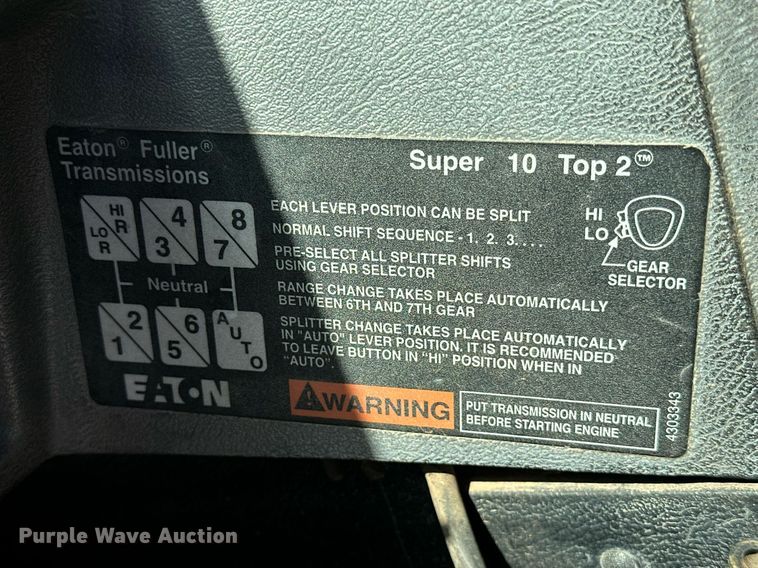 Eaton® Fuller®
Transmissions
Super 10 Top 2™
HI
R
LO
R
4
3
8
7
Neutral
2
1
6
5
AUTO
EATON
EACH LEVER POSITION CAN BE SPLIT
NORMAL SHIFT SEQUENCE - 1. 2. 3. . . .
PRE-SELECT ALL SPLITTER SHIFTS
USING GEAR SELECTOR
RANGE CHANGE TAKES PLACE AUTOMATICALLY
BETWEEN 6TH AND 7TH GEAR
SPLITTER CHANGE TAKES PLACE AUTOMATICALLY
IN "AUTO" LEVER POSITION. IT IS RECOMMENDED
TO LEAVE BUTTON IN "HI" POSITION WHEN IN
"AUTO".
HI
LO
GEAR
SELECTOR
WARNING
PUT TRANSMISSION IN NEUTRAL
BEFORE STARTING ENGINE
4303343
Purple Wave Auction